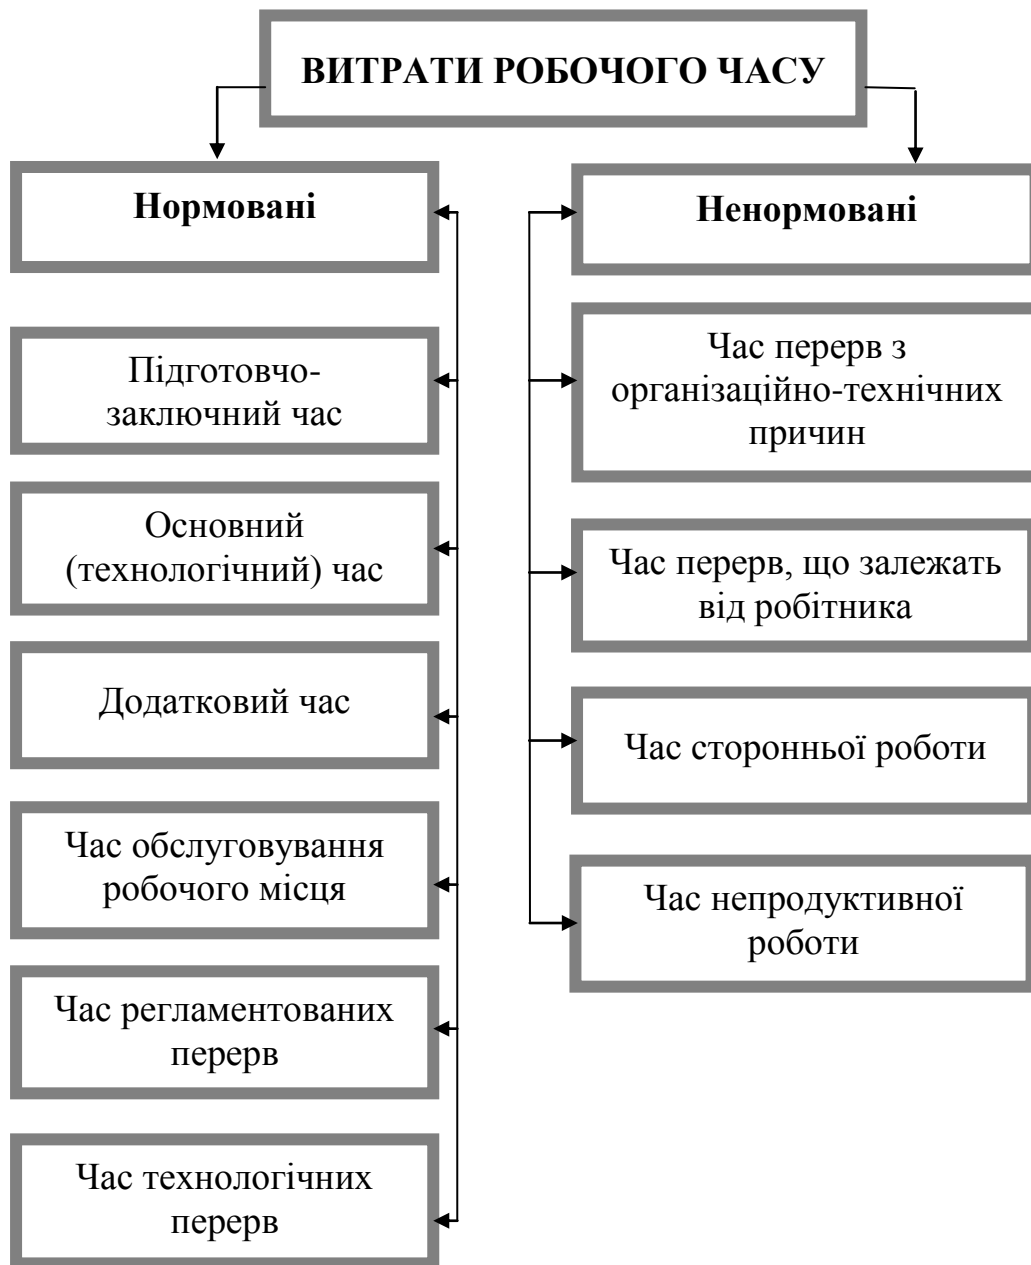 ВИТРАТИ РОБОЧОГО ЧАСУ
Нормовані
Підготовчо-
заключний час
Основний
(технологічний) час
Додатковий час
Час обслуговування
робочого місця
Час регламентованих
перерв
Час технологічних
перерв
Ненормовані
Час перерв з
організаційно-технічних
причин
Час перерв, що залежать
від робітника
Час сторонньої роботи
Час непродуктивної
роботи